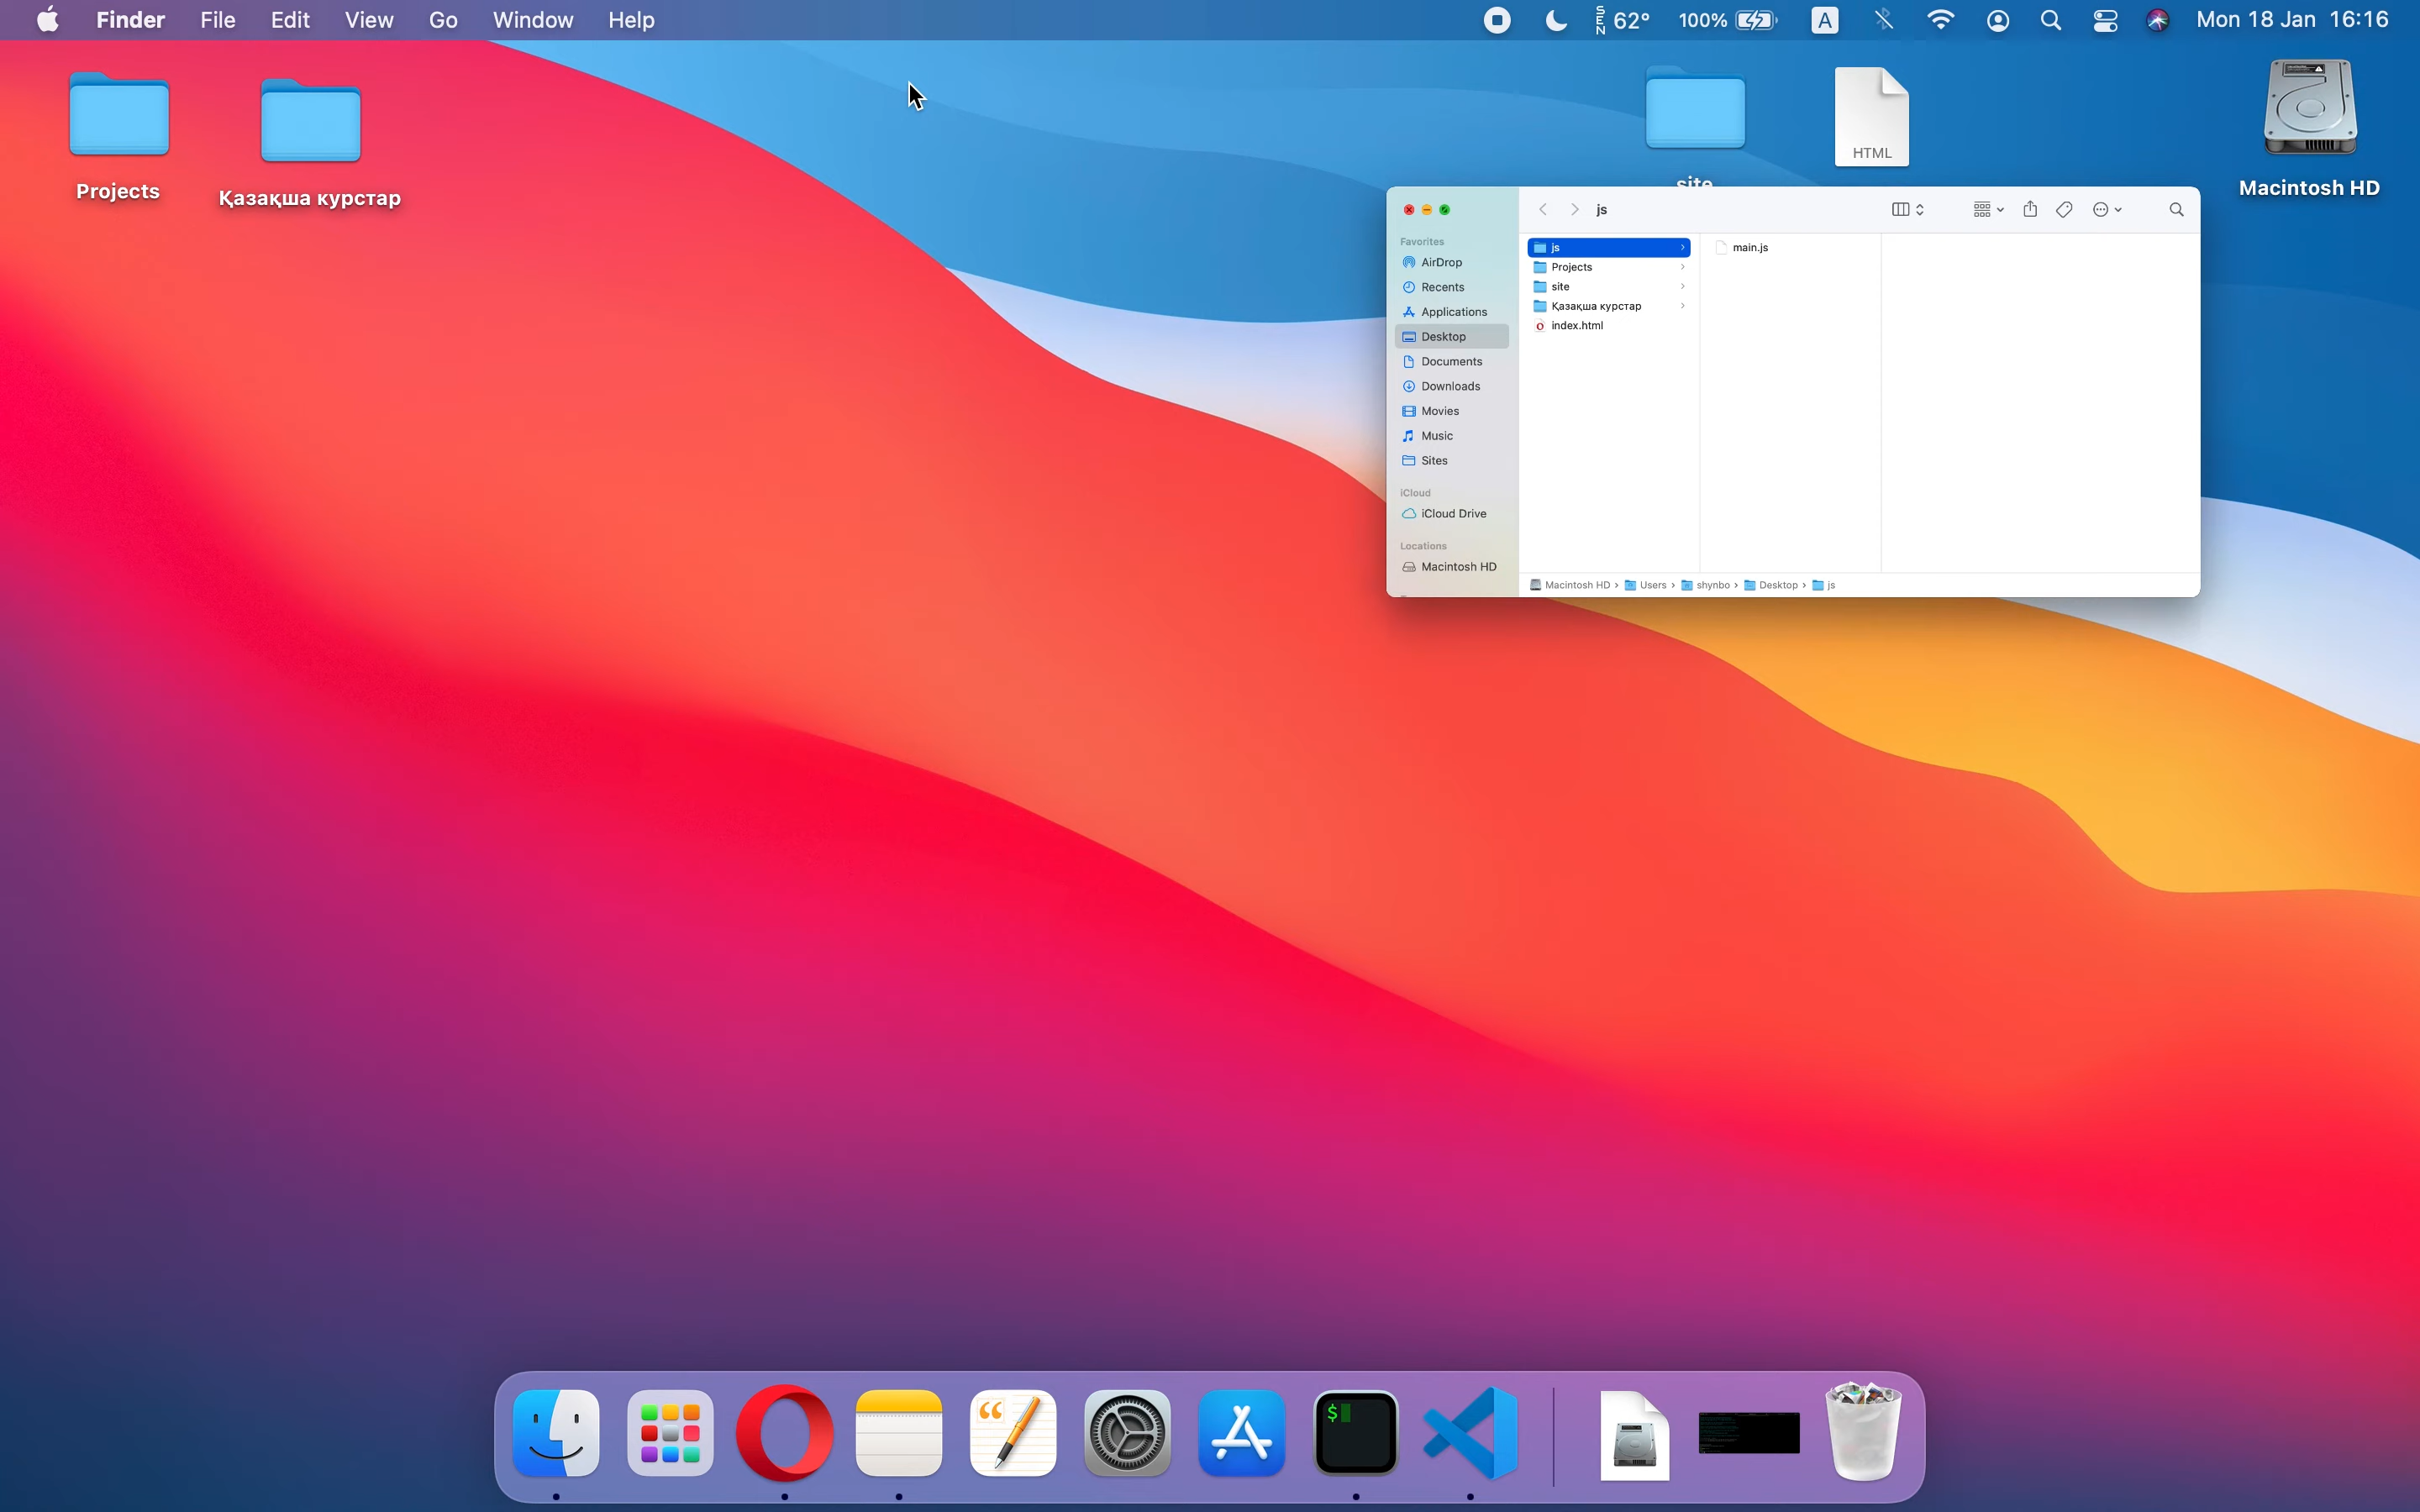 Finder File Edit View Go Window Help SEN 62° 100% A Mon 18 Jan 16:16
Projects
Қазақша курстар
site
HTML
Macintosh HD
js
Favorites
AirDrop
Recents
Applications
Desktop
Documents
Downloads
Movies
Music
Sites
iCloud
iCloud Drive
Locations
Macintosh HD
js
Projects
site
Қазақша курстар
index.html
main.js
Macintosh HD › Users › shynbo › Desktop › js
$